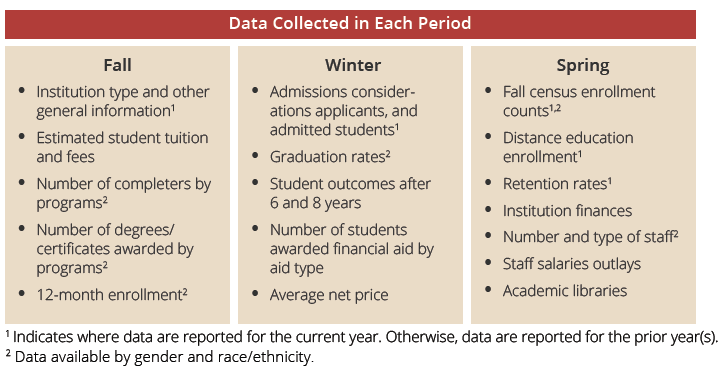 Data Collected in Each Period
Fall
• Institution type and other
general information¹
• Estimated student tuition
and fees
• Number of completers by
programs²
• Number of degrees/
certificates awarded by
programs²
• 12-month enrollment²
Winter
• Admissions consider-
ations applicants, and
admitted students¹
• Graduation rates²
• Student outcomes after
6 and 8 years
• Number of students
awarded financial aid by
aid type
• Average net price
Spring
• Fall census enrollment
counts¹,²
• Distance education
enrollment¹
• Retention rates¹
• Institution finances
• Number and type of staff²
• Staff salaries outlays
• Academic libraries
¹ Indicates where data are reported for the current year. Otherwise, data are reported for the prior year(s).
² Data available by gender and race/ethnicity.